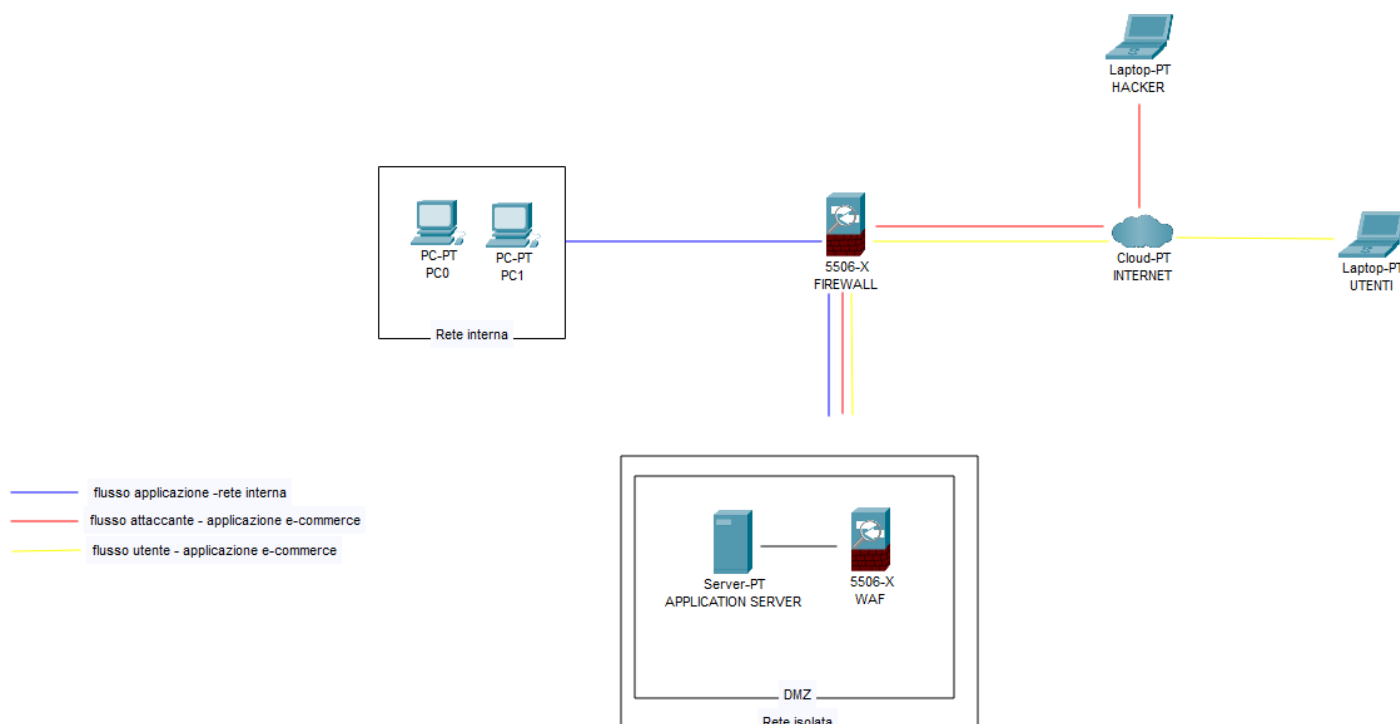 Laptop-PT
HACKER
PC-PT
PC0
PC-PT
PC1
Rete interna
5506-X
FIREWALL
Cloud-PT
INTERNET
Laptop-PT
UTENTI
flusso applicazione -rete interna
flusso attaccante - applicazione e-commerce
flusso utente - applicazione e-commerce
Server-PT
APPLICATION SERVER
5506-X
WAF
DMZ
Rete isolata